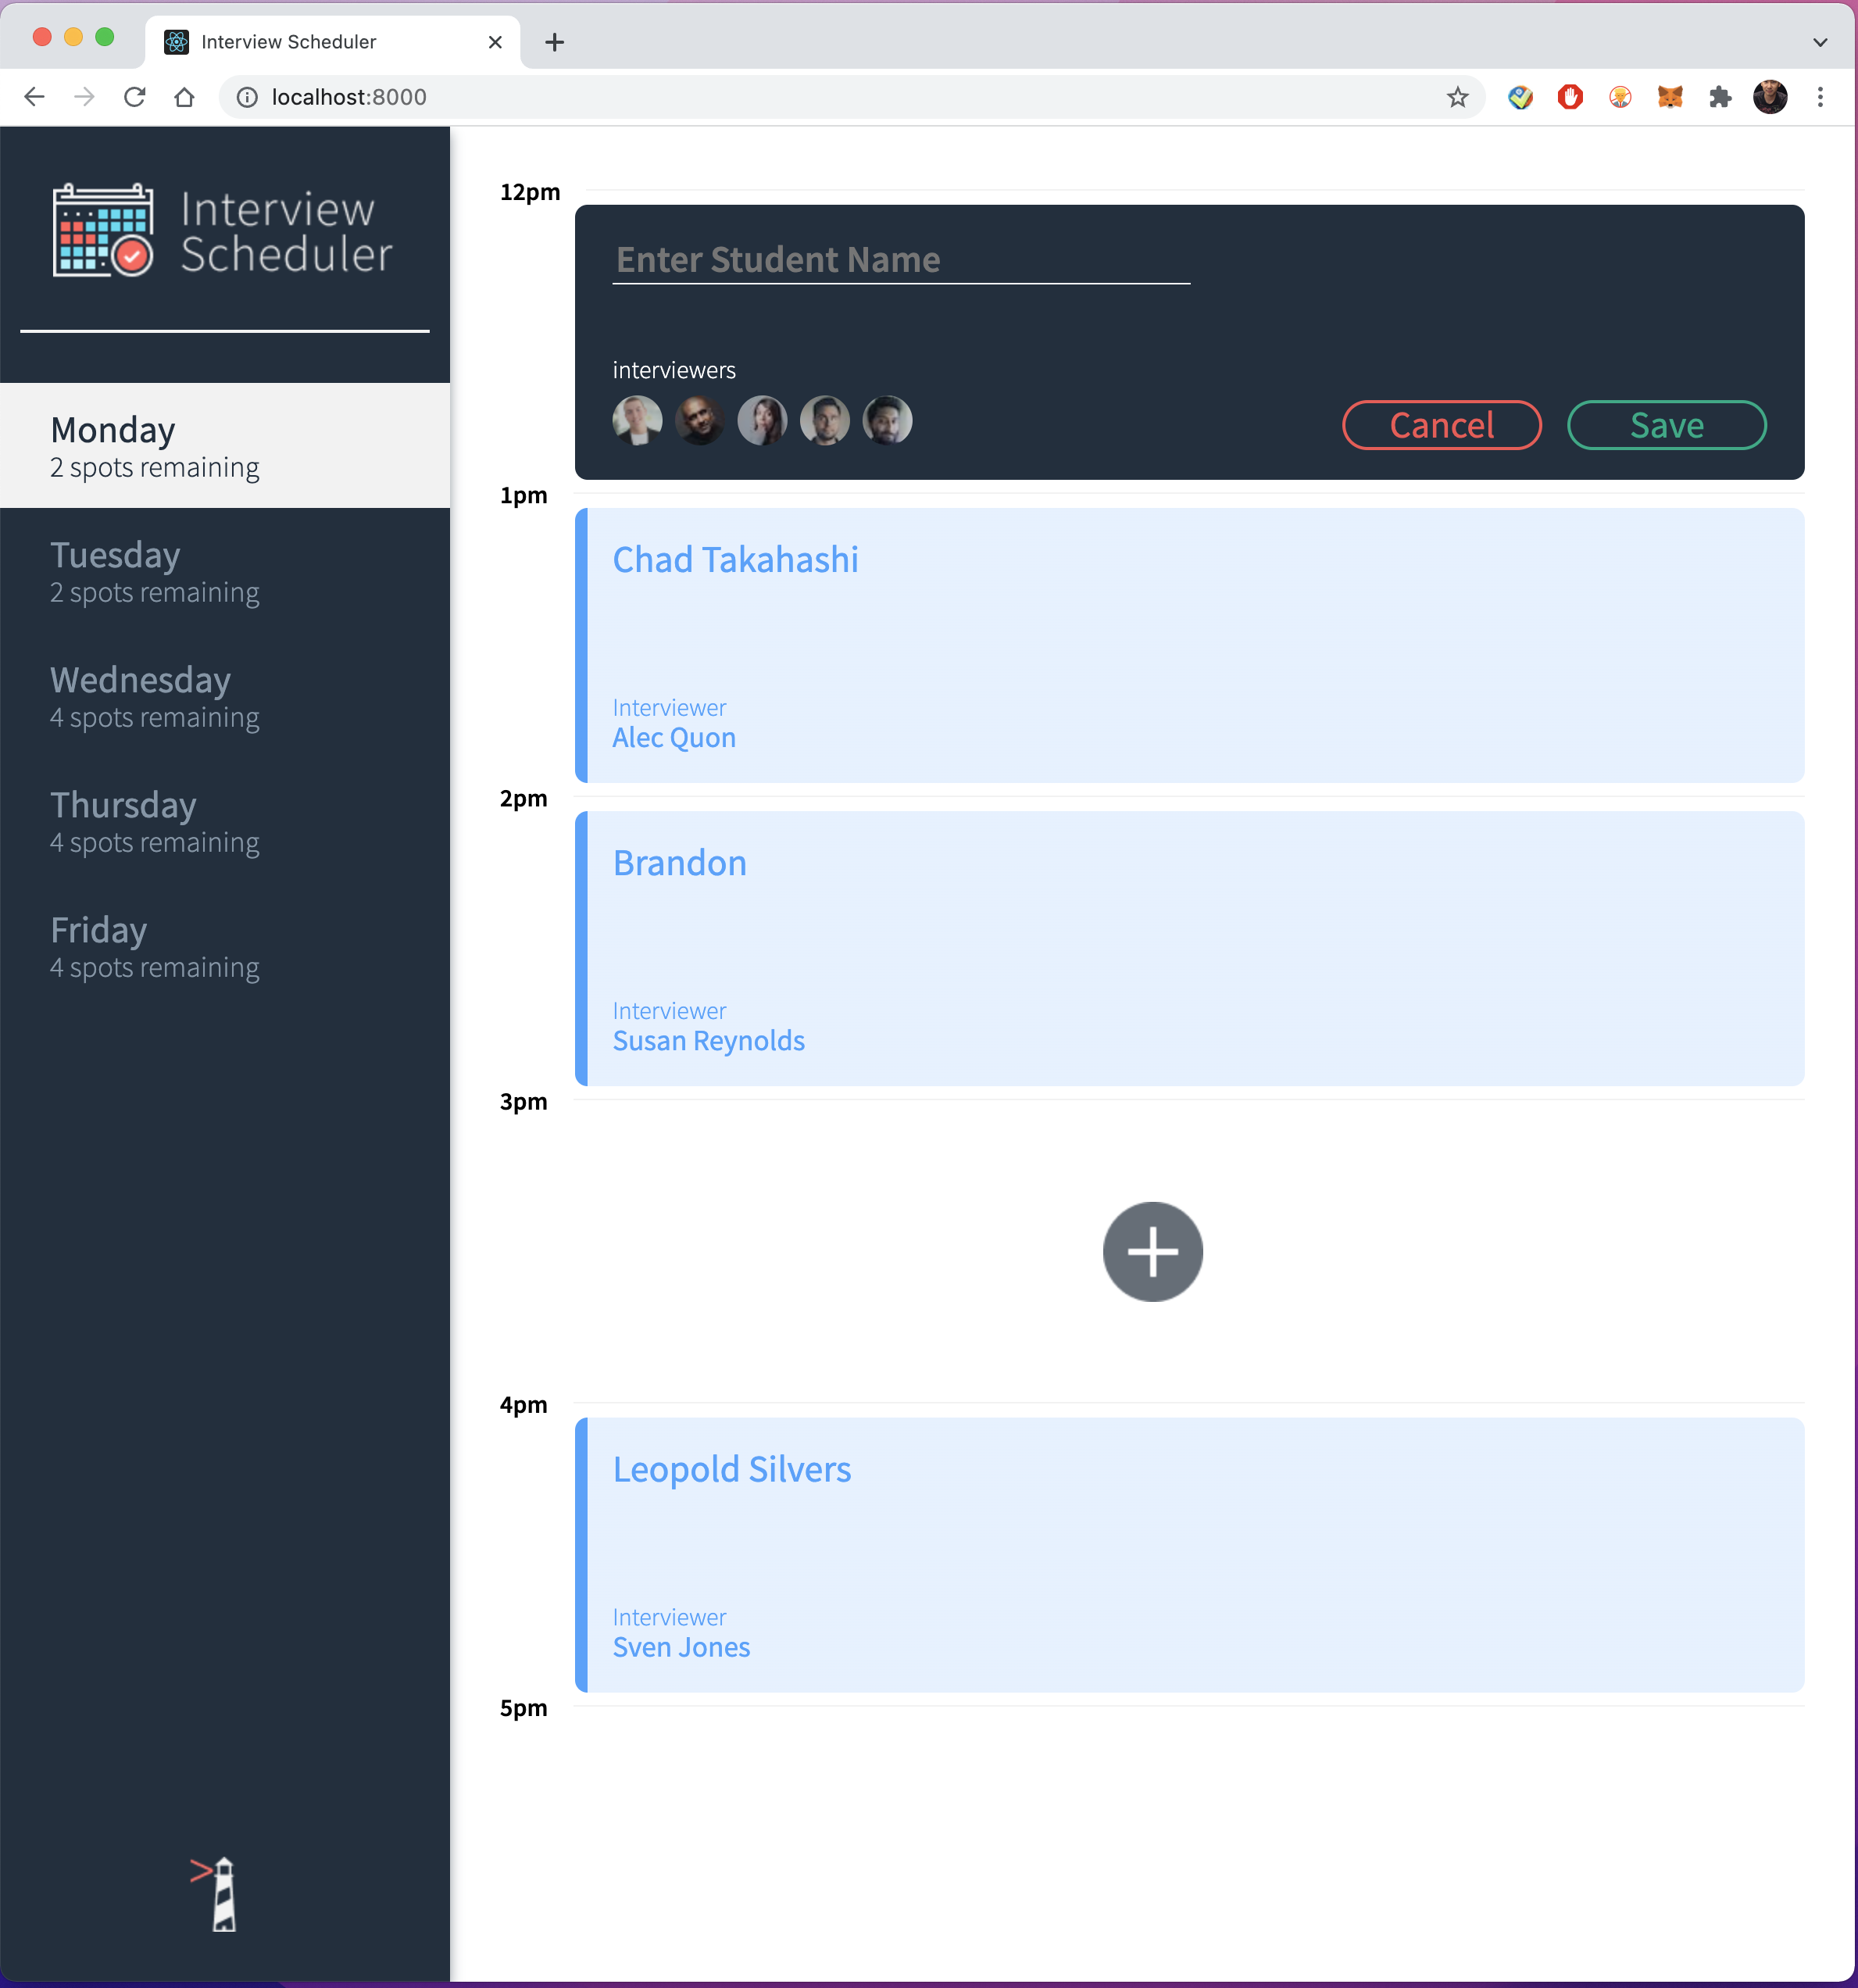 Interview Scheduler
localhost:8000
Interview
Scheduler
Monday
2 spots remaining
Tuesday
2 spots remaining
Wednesday
4 spots remaining
Thursday
4 spots remaining
Friday
4 spots remaining
12pm
Enter Student Name
interviewers
Cancel
Save
1pm
Chad Takahashi
Interviewer
Alec Quon
2pm
Brandon
Interviewer
Susan Reynolds
3pm
4pm
Leopold Silvers
Interviewer
Sven Jones
5pm